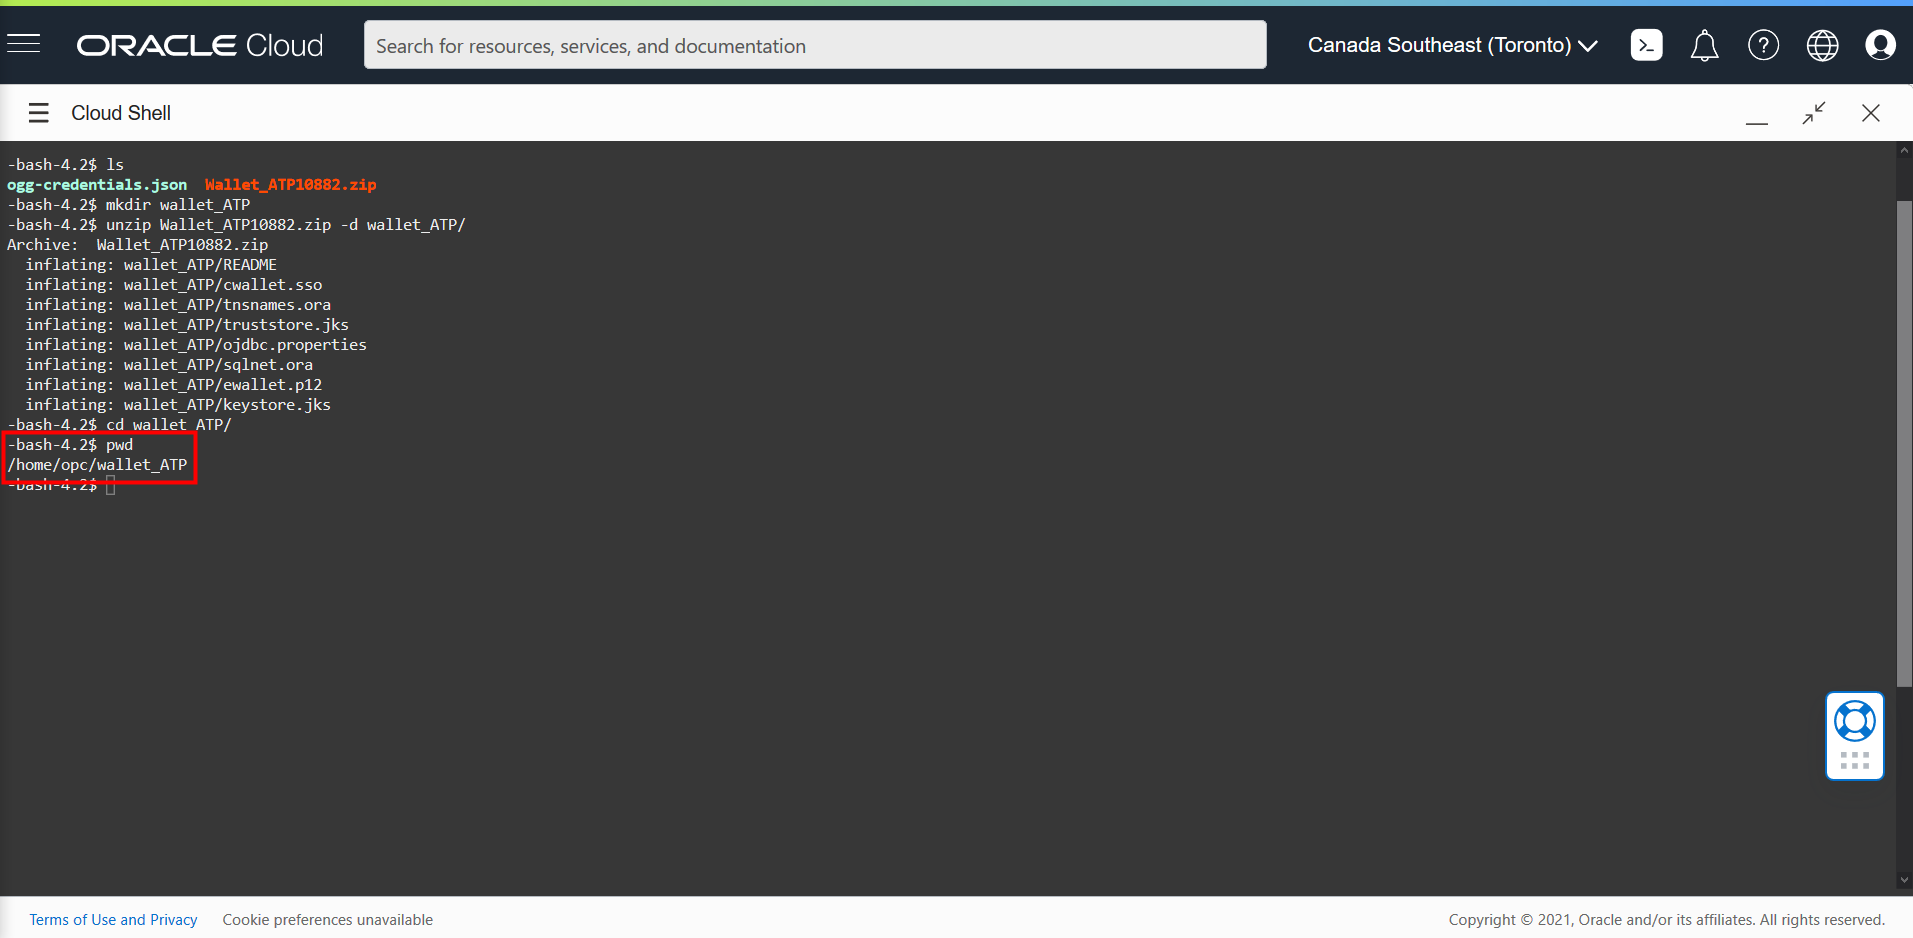 ORACLE Cloud
Search for resources, services, and documentation
Canada Southeast (Toronto)
Cloud Shell
-bash-4.2$ ls
ogg-credentials.json  Wallet_ATP10882.zip
-bash-4.2$ mkdir wallet_ATP
-bash-4.2$ unzip Wallet_ATP10882.zip -d wallet_ATP/
Archive:  Wallet_ATP10882.zip
  inflating: wallet_ATP/README
  inflating: wallet_ATP/cwallet.sso
  inflating: wallet_ATP/tnsnames.ora
  inflating: wallet_ATP/truststore.jks
  inflating: wallet_ATP/ojdbc.properties
  inflating: wallet_ATP/sqlnet.ora
  inflating: wallet_ATP/ewallet.p12
  inflating: wallet_ATP/keystore.jks
-bash-4.2$ cd wallet_ATP/
-bash-4.2$ pwd
/home/opc/wallet_ATP
-bash-4.2$
Terms of Use and Privacy
Cookie preferences unavailable
Copyright © 2021, Oracle and/or its affiliates. All rights reserved.